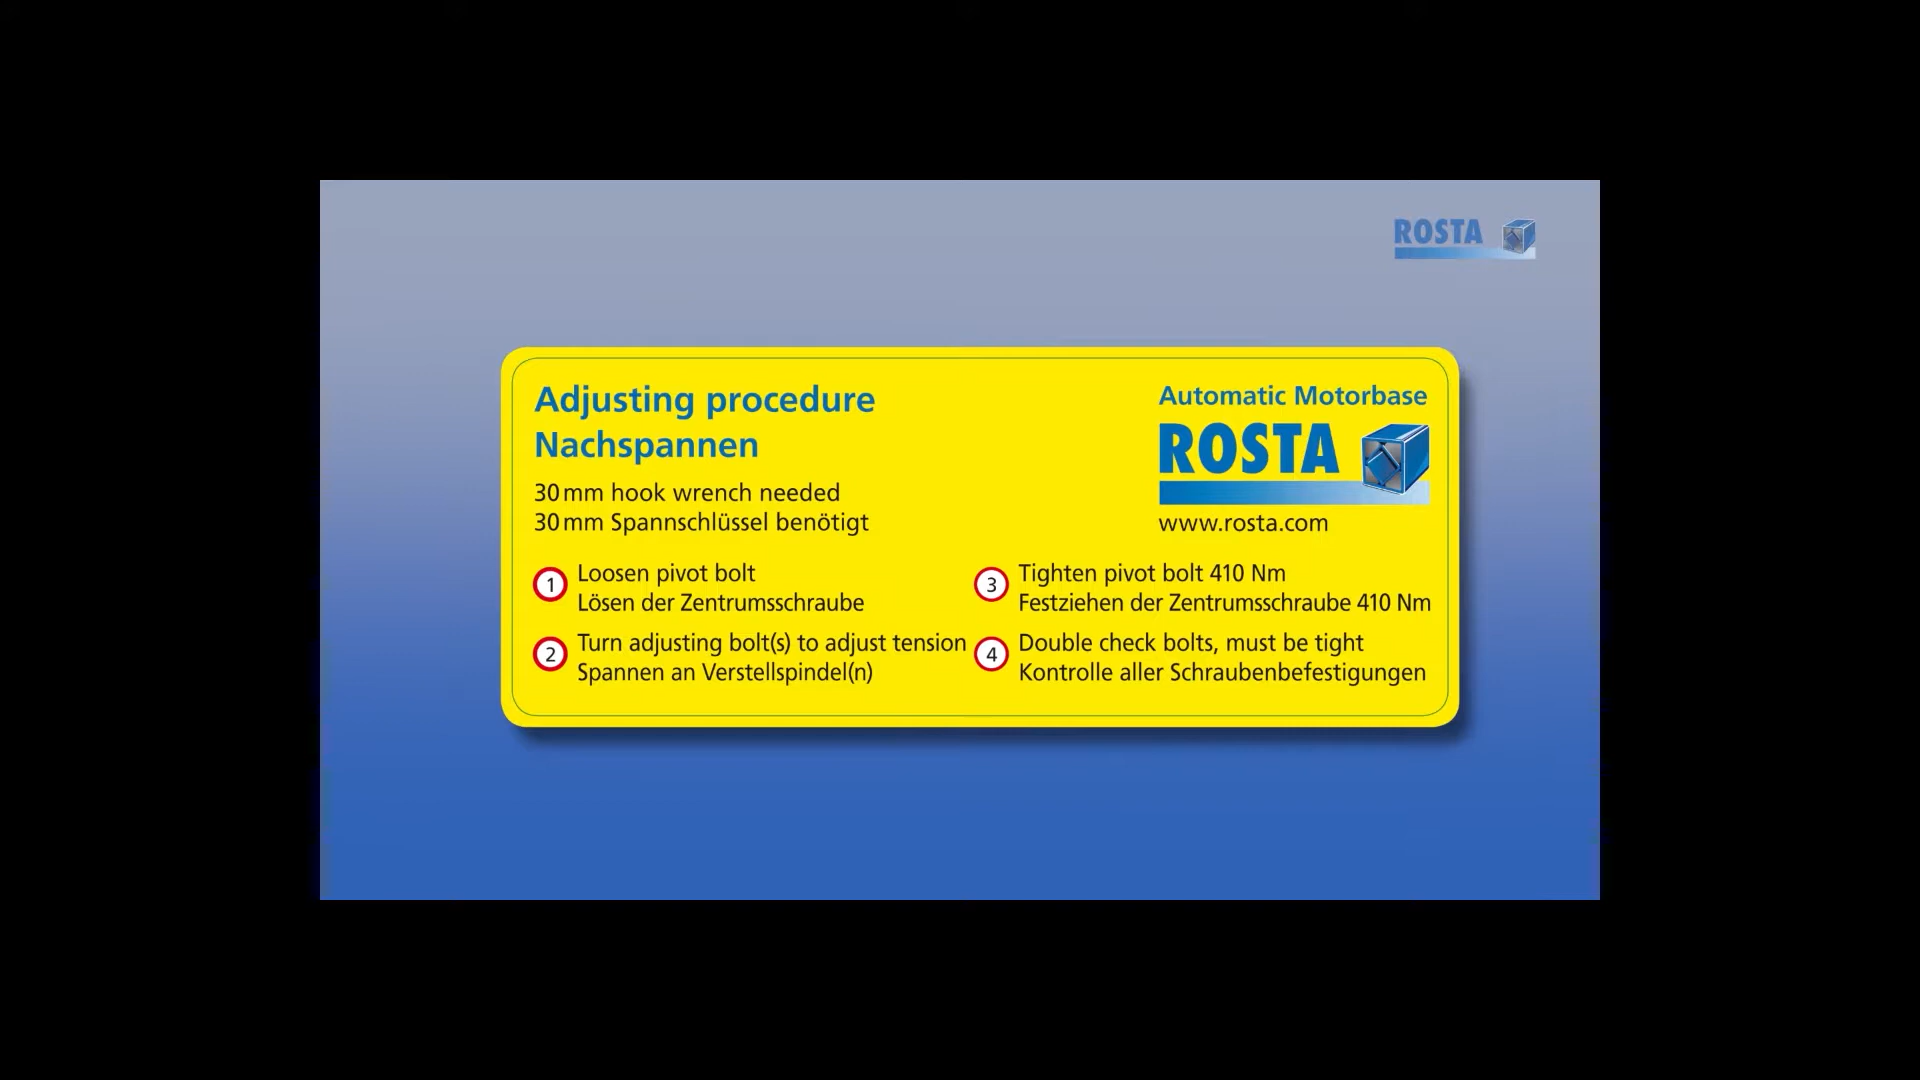 ROSTA
Adjusting procedure
Nachspannen
30 mm hook wrench needed
30 mm Spannschlüssel benötigt
Automatic Motorbase
ROSTA
www.rosta.com
1 Loosen pivot bolt
Lösen der Zentrumsschraube
2 Turn adjusting bolt(s) to adjust tension
Spannen an Verstellspindel(n)
3 Tighten pivot bolt 410 Nm
Festziehen der Zentrumsschraube 410 Nm
4 Double check bolts, must be tight
Kontrolle aller Schraubenbefestigungen